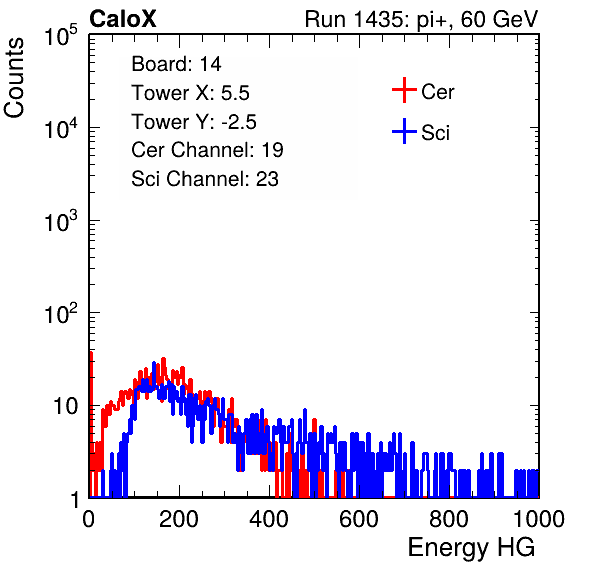 CaloX Run 1435: pi+, 60 GeV
Counts
10^5
10^4
10^3
10^2
10
1
Board: 14
Tower X: 5.5
Tower Y: -2.5
Cer Channel: 19
Sci Channel: 23
Cer
Sci
0 200 400 600 800 1000
Energy HG